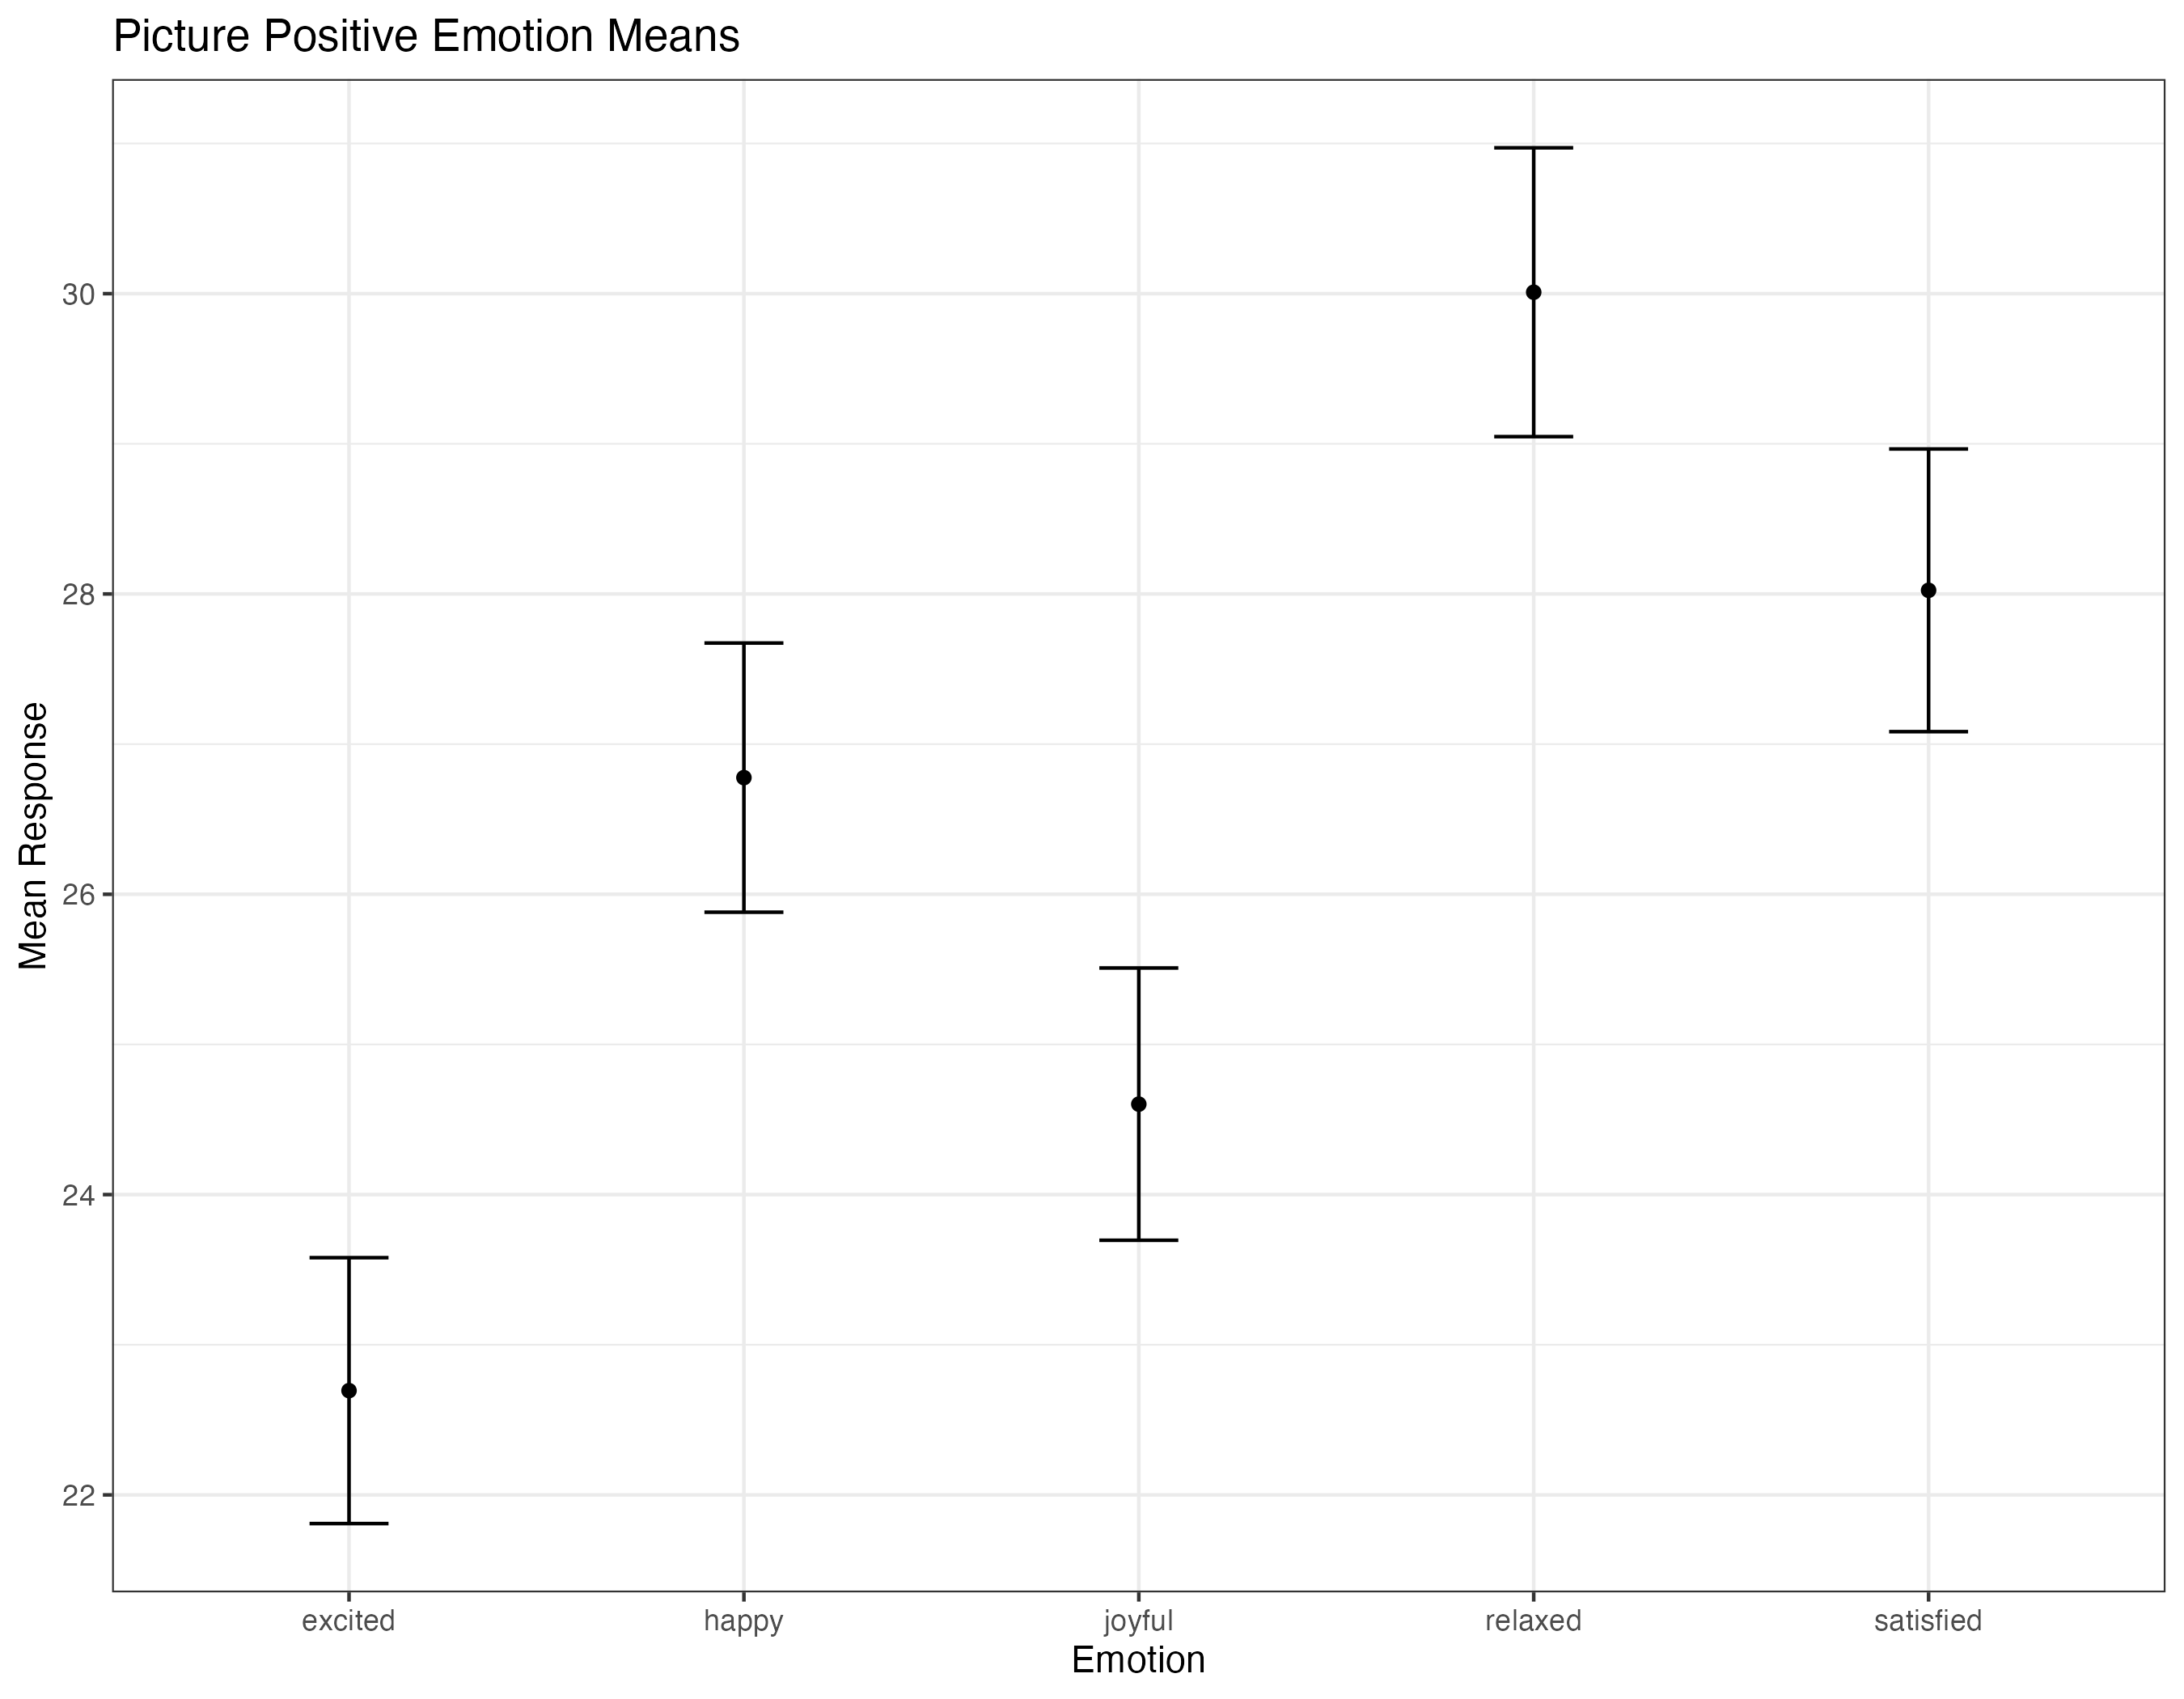 Picture Positive Emotion Means
Mean Response
30
28
26
24
22
excited happy joyful relaxed satisfied
Emotion